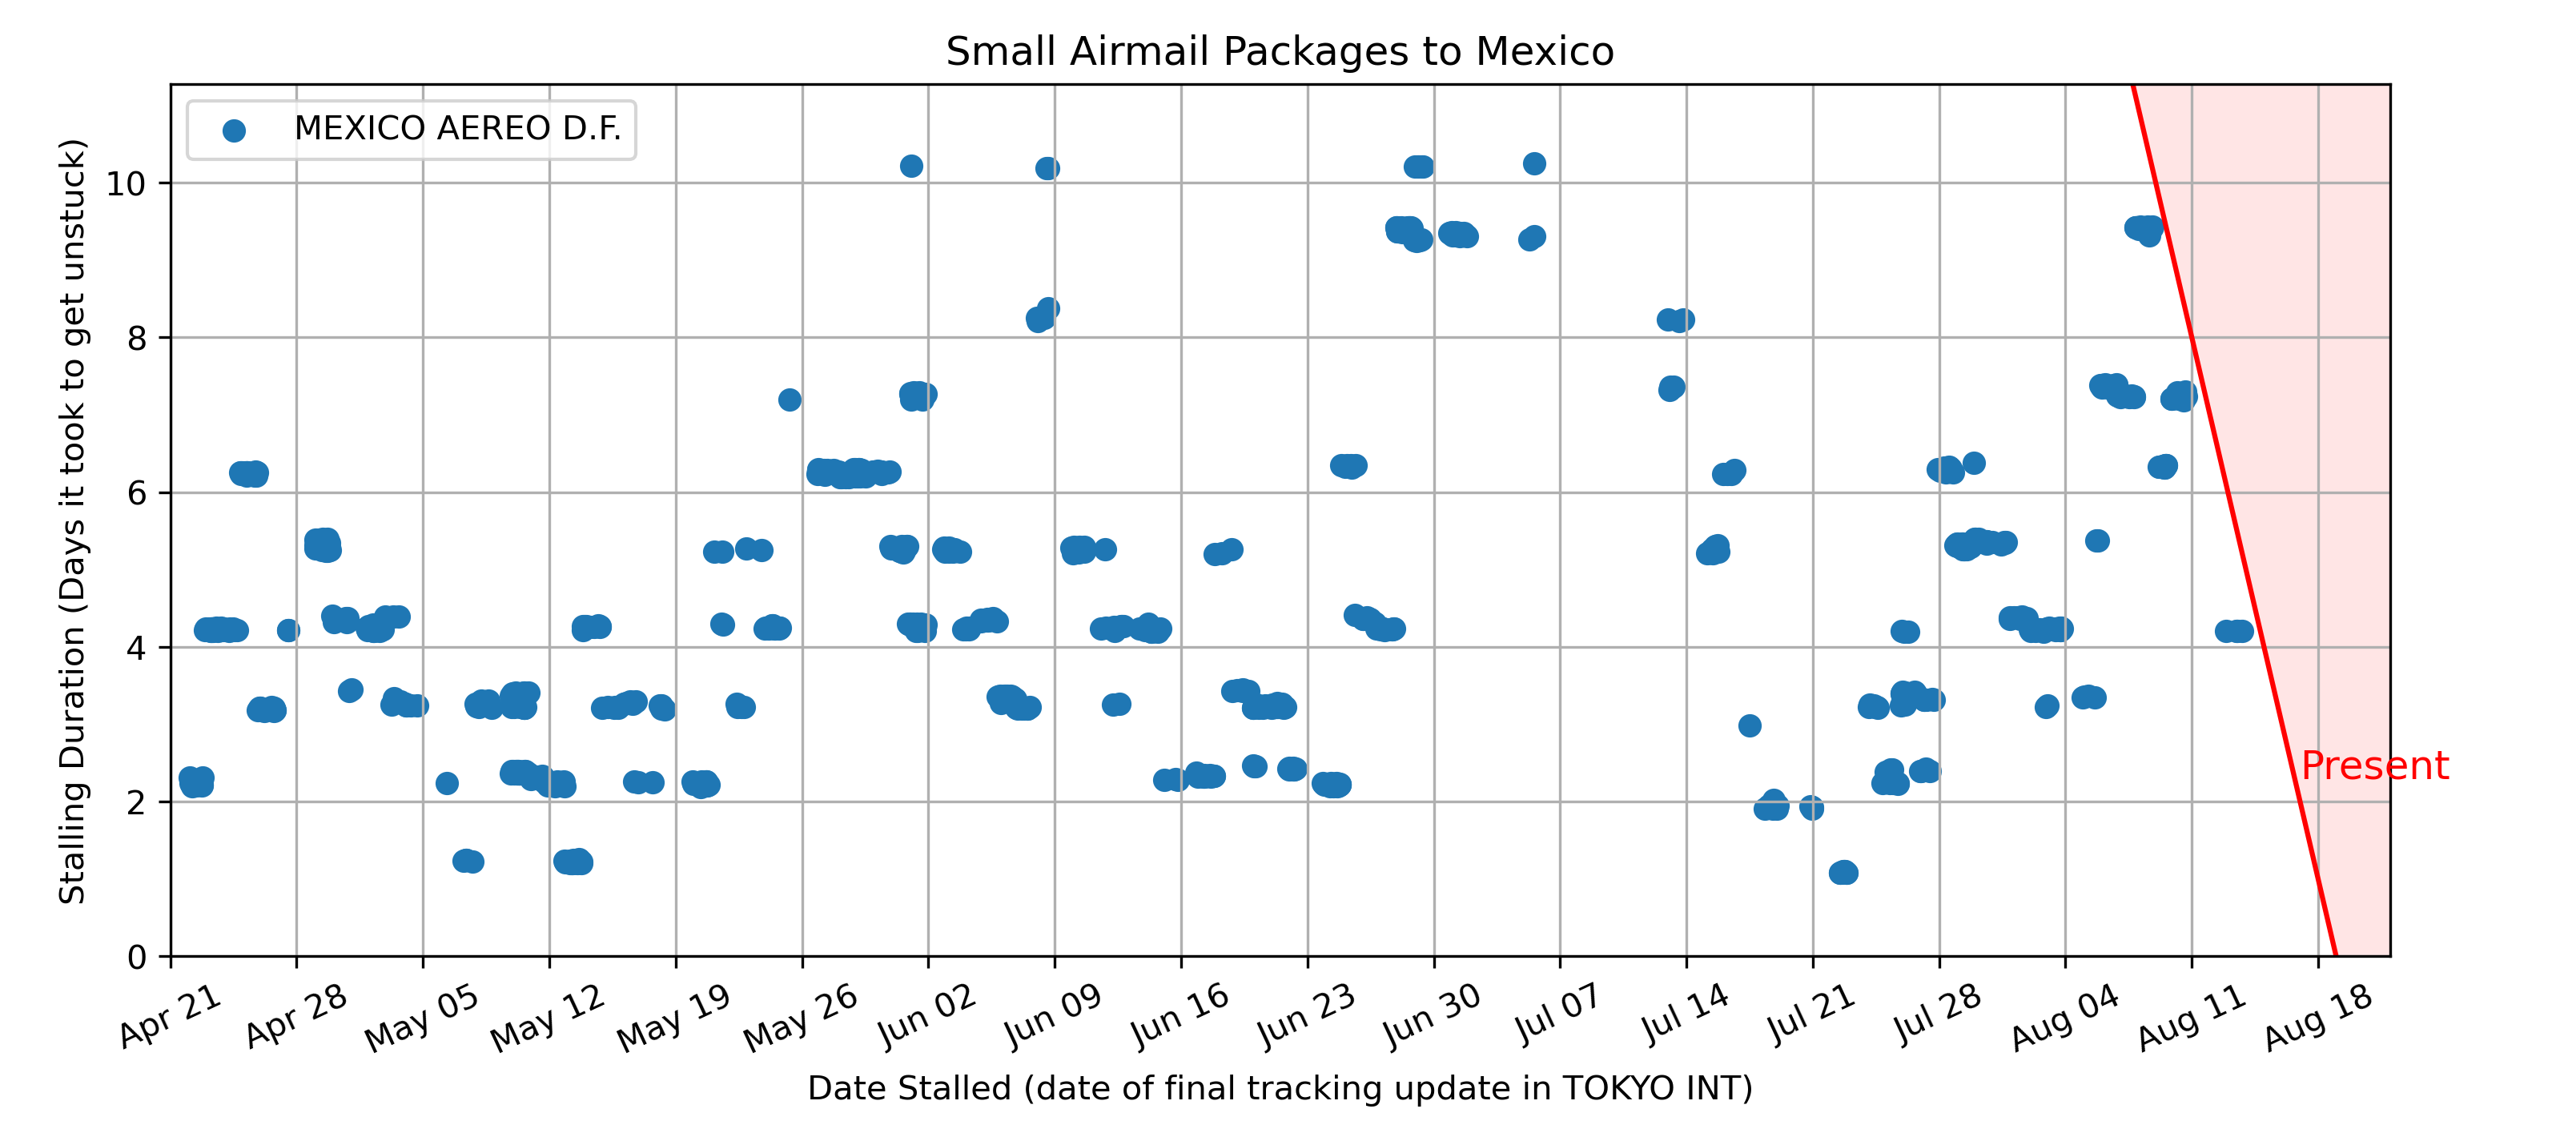 Small Airmail Packages to Mexico
MEXICO AEREO D.F.
Stalling Duration (Days it took to get unstuck)
10
8
6
4
2
0
Present
Apr 21
Apr 28
May 05
May 12
May 19
May 26
Jun 02
Jun 09
Jun 16
Jun 23
Jun 30
Jul 07
Jul 14
Jul 21
Jul 28
Aug 04
Aug 11
Aug 18
Date Stalled (date of final tracking update in TOKYO INT)